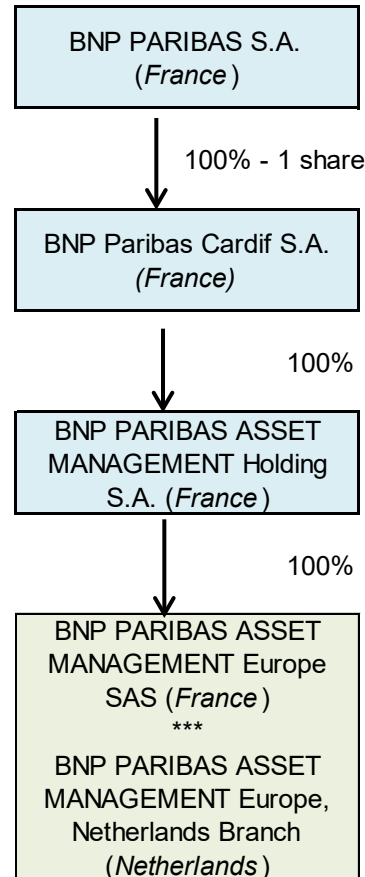 BNP PARIBAS S.A.
(France)
100% - 1 share
BNP Paribas Cardif S.A.
(France)
100%
BNP PARIBAS ASSET
MANAGEMENT Holding
S.A. (France)
100%
BNP PARIBAS ASSET
MANAGEMENT Europe
SAS (France)
***
BNP PARIBAS ASSET
MANAGEMENT Europe,
Netherlands Branch
(Netherlands)